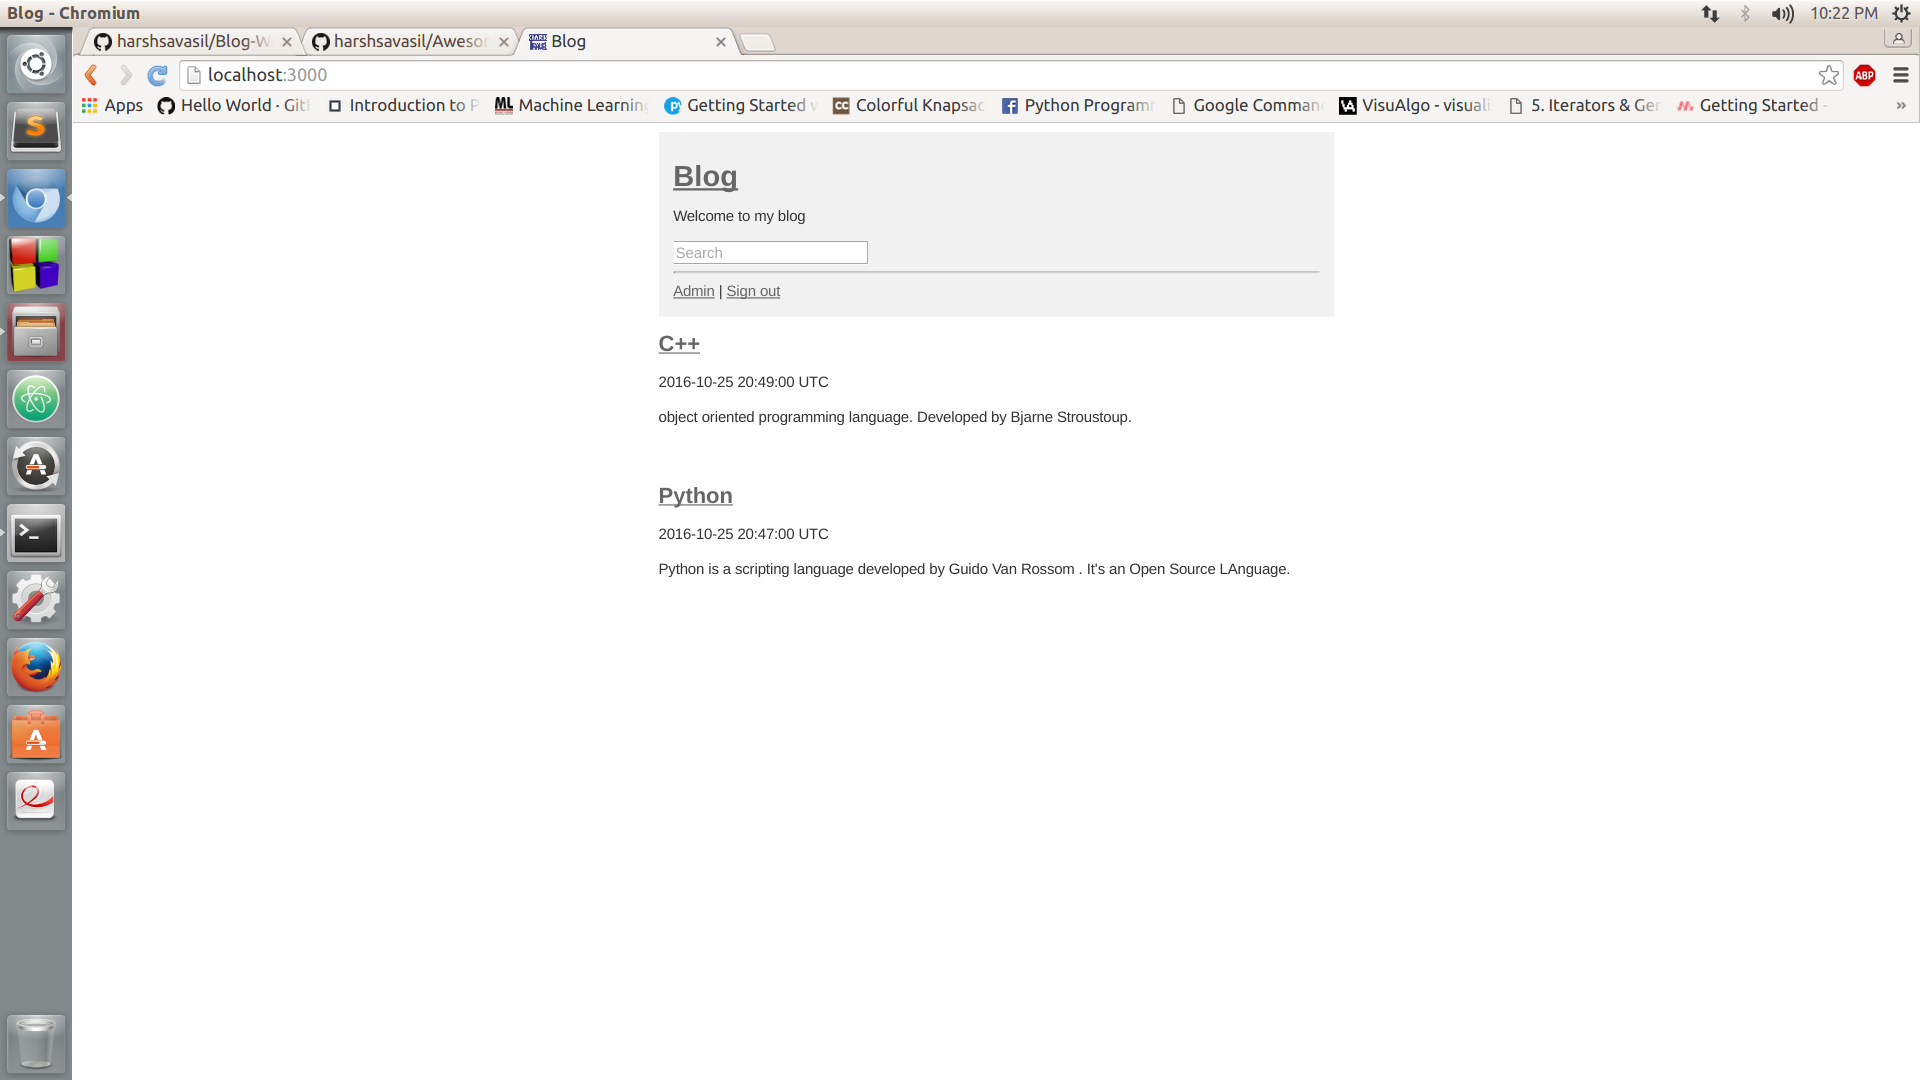 Blog - Chromium
10:22 PM
harshsavasil/Blog-W
harshsavasil/Aweso
Blog
localhost:3000
ABP
Apps
Hello World · Git
Introduction to P
ML Machine Learning
Getting Started
CC Colorful Knapsac
Python Program
Google Comman
VA VisuAlgo - visuali
5. Iterators & Ge
Getting Started -
»
Blog
Welcome to my blog
Search
Admin | Sign out
C++
2016-10-25 20:49:00 UTC
object oriented programming language. Developed by Bjarne Stroustoup.
Python
2016-10-25 20:47:00 UTC
Python is a scripting language developed by Guido Van Rossom . It's an Open Source LAnguage.